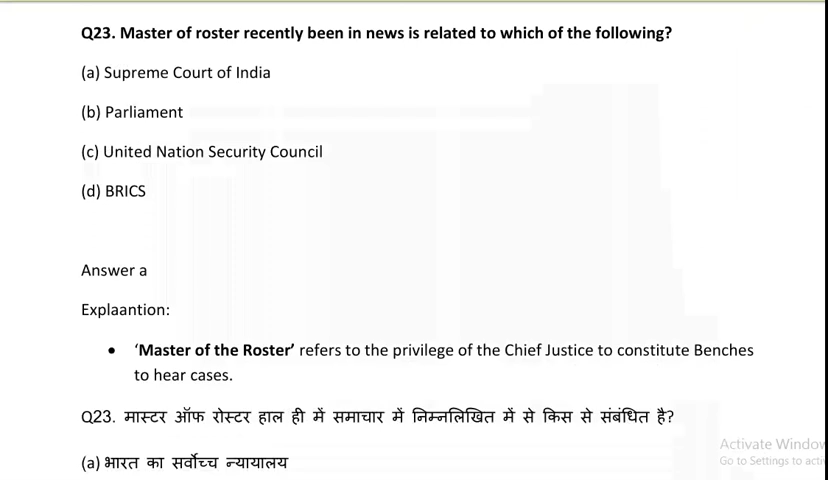 Q23. Master of roster recently been in news is related to which of the following?
(a) Supreme Court of India
(b) Parliament
(c) United Nation Security Council
(d) BRICS
Answer a
Explaantion:
• ‘Master of the Roster’ refers to the privilege of the Chief Justice to constitute Benches
to hear cases.
Q23. मास्टर ऑफ रोस्टर हाल ही में समाचार में निम्नलिखित में से किस से संबंधित है?
(a) भारत का सर्वोच्च न्यायालय
Activate Window
Go to Settings to acti